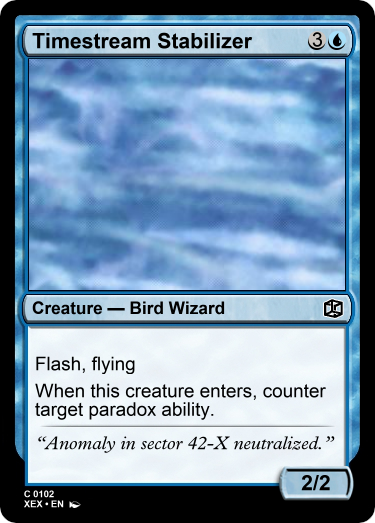 Timestream Stabilizer 3
Creature — Bird Wizard
Flash, flying
When this creature enters, counter
target paradox ability.
“Anomaly in sector 42-X neutralized.”
2/2
C 0102
XEX • EN